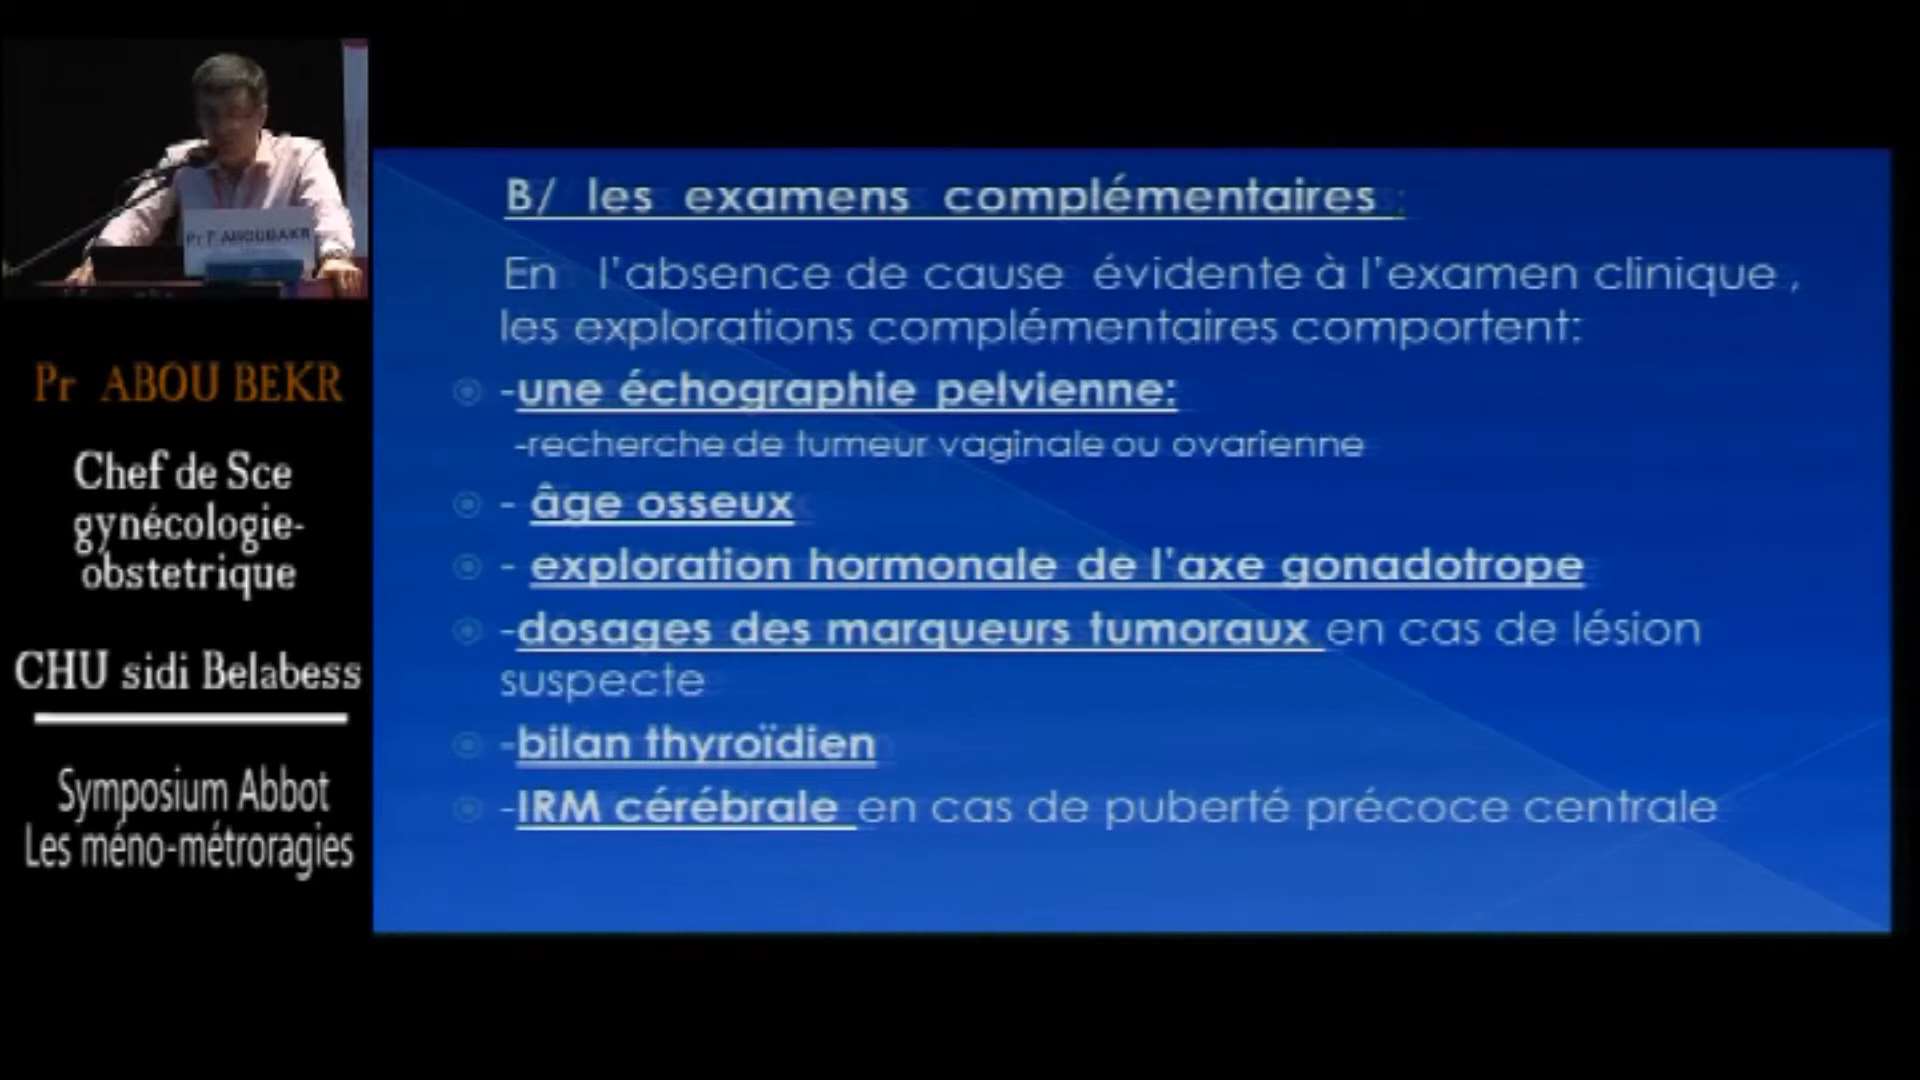 Pr F ABOUBAKR
Pr ABOU BEKR
Chef de Sce
gynécologie-
obstetrique
CHU sidi Belabess
Symposium Abbot
Les méno-métroragies
B/ les examens complémentaires :
En l'absence de cause évidente à l'examen clinique ,
les explorations complémentaires comportent:
-une échographie pelvienne:
-recherche de tumeur vaginale ou ovarienne
- âge osseux
- exploration hormonale de l'axe gonadotrope
-dosages des marqueurs tumoraux en cas de lésion
suspecte
-bilan thyroïdien
-IRM cérébrale en cas de puberté précoce centrale